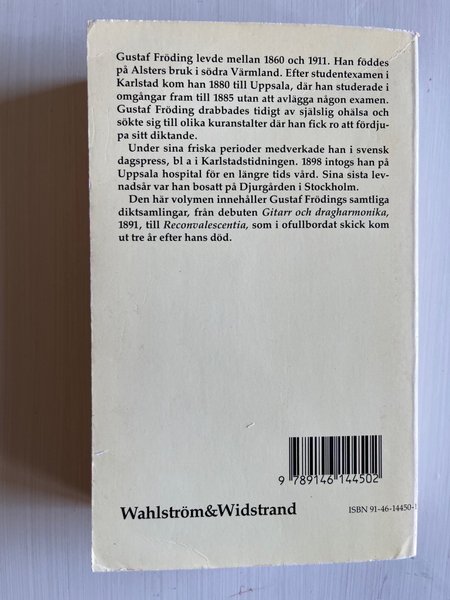 Gustaf Fröding levde mellan 1860 och 1911. Han föddes
på Alsters bruk i södra Värmland. Efter studentexamen i
Karlstad kom han 1880 till Uppsala, där han studerade i
omgångar fram till 1885 utan att avlägga någon examen.
Gustaf Fröding drabbades tidigt av själslig ohälsa och
sökte sig till olika kuranstalter där han fick ro att fördju-
pa sitt diktande.
Under sina friska perioder medverkade han i svensk
dagspress, bl a i Karlstadstidningen. 1898 intogs han på
Uppsala hospital för en längre tids vård. Sina sista lev-
nadsår var han bosatt på Djurgården i Stockholm.
Den här volymen innehåller Gustaf Frödings samtliga
diktsamlingar, från debuten Gitarr och dragharmonika,
1891, till Reconvalescentia, som i ofullbordat skick kom
ut tre år efter hans död.
9 789146 144502
Wahlström&Widstrand
ISBN 91-46-14450-